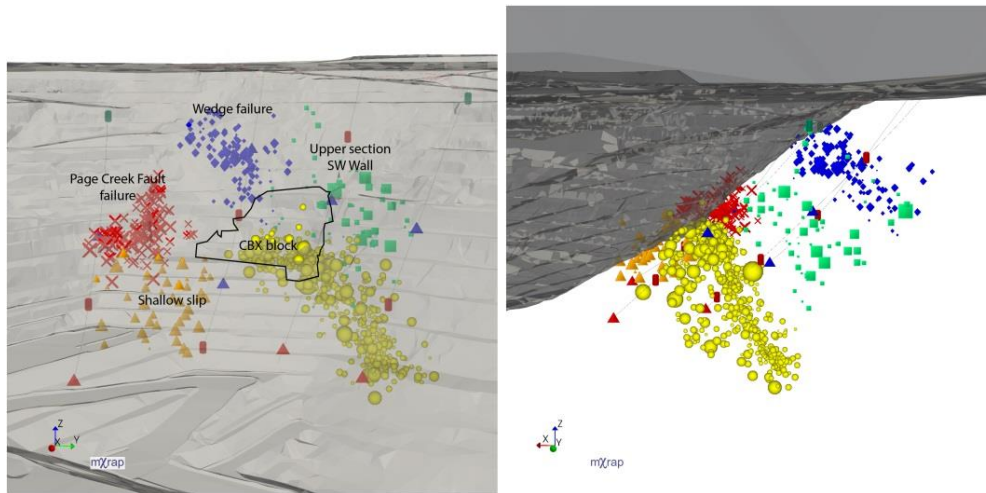 Wedge failure
Upper section
SW Wall
Page Creek Fault
failure
CBX block
Shallow slip
Z
X
Y
mXrap
Z
X
Y
mXrap